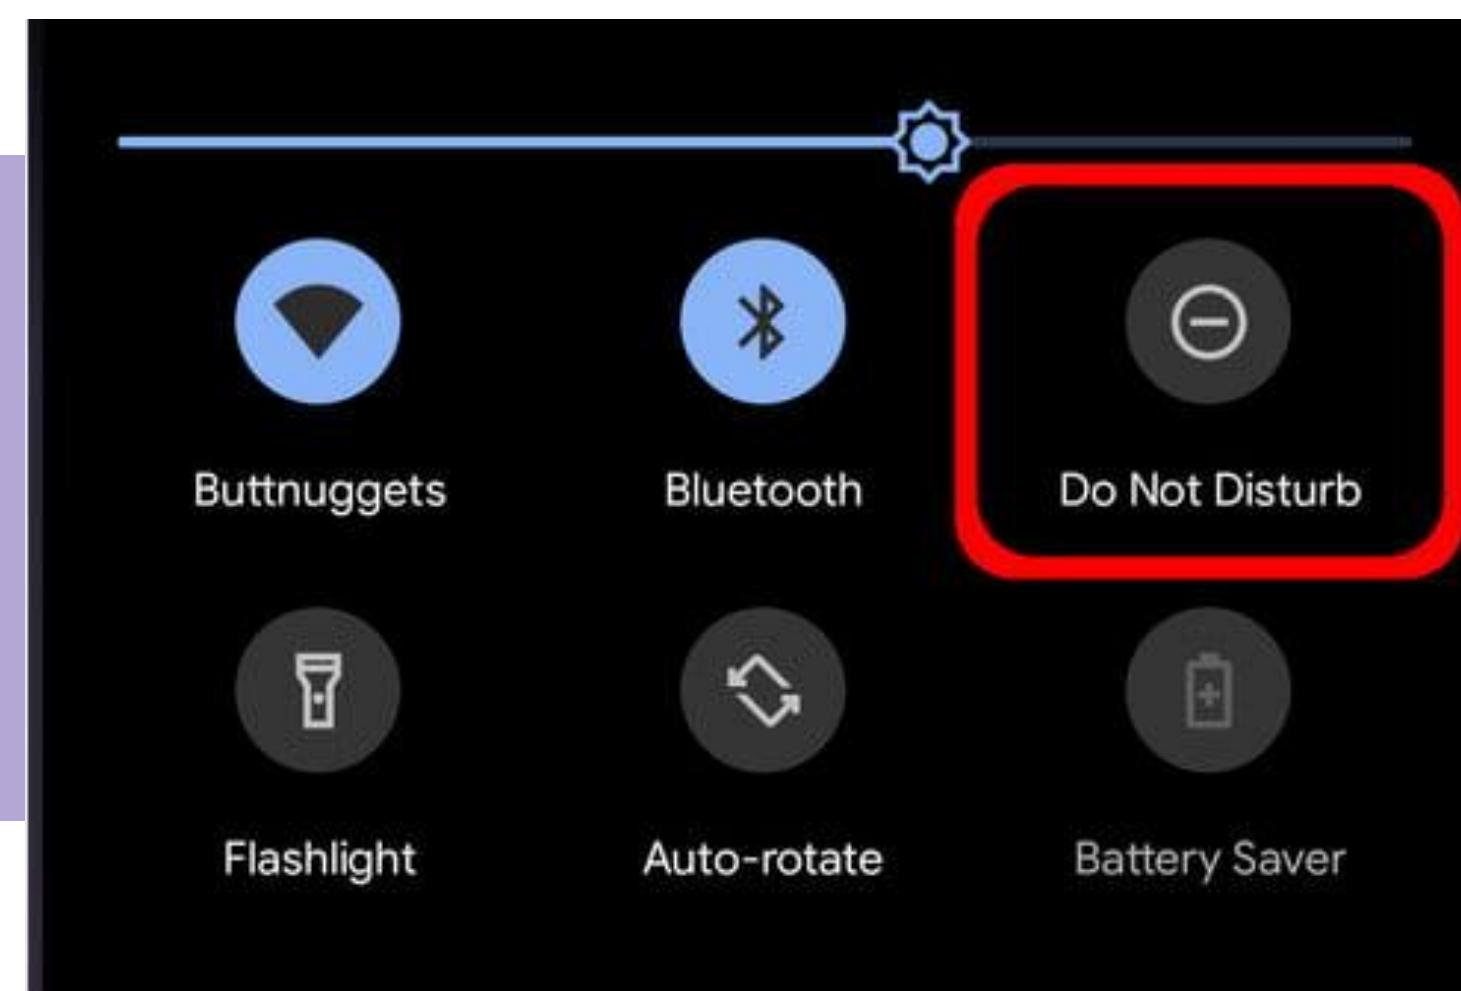 Buttnuggets
Bluetooth
Do Not Disturb
Flashlight
Auto-rotate
Battery Saver